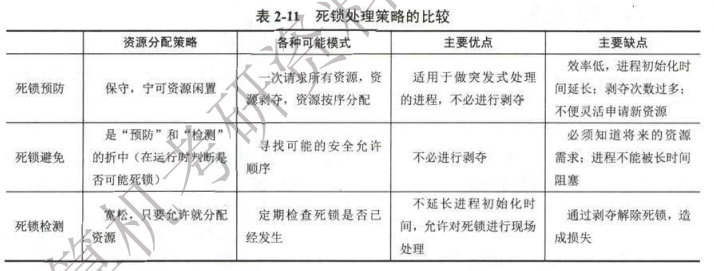 表 2-11 死锁处理策略的比较
资源分配策略 各种可能模式 主要优点 主要缺点
死锁预防
保守,宁可资源闲置
一次请求所有资源,资
源剥夺,资源按序分配
适用于做突发式处理
的进程,不必进行剥夺
效率低,进程初始化时
间延长;剥夺次数过多;
不便灵活申请新资源
死锁避免
是“预防”和“检测”
的折中(在运行时判断是
否可能死锁)
寻找可能的安全允许
顺序
不必进行剥夺
必须知道将来的资源
需求;进程不能被长时间
阻塞
死锁检测
宽松,只要允许就分配
资源
定期检查死锁是否已
经发生
不延长进程初始化时
间,允许对死锁进行现场
处理
通过剥夺解除死锁,造
成损失
算机考研资料